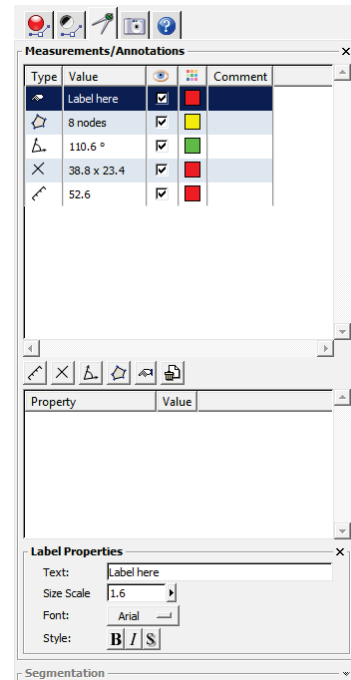 Measurements/Annotations
Type Value Comment
Label here
8 nodes
110.6 °
38.8 x 23.4
52.6
Property Value
Label Properties
Text: Label here
Size Scale 1.6
Font: Arial
Style: B I S
Segmentation